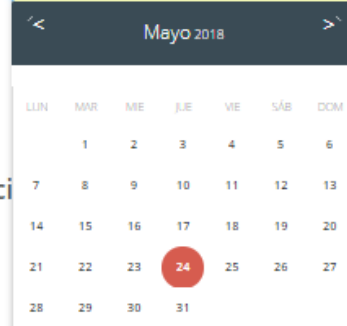 < Mayo 2018 >
LUN MAR MIE JUE VIE SÁB DOM
1 2 3 4 5 6
ci 7 8 9 10 11 12 13
14 15 16 17 18 19 20
21 22 23 24 25 26 27
28 29 30 31